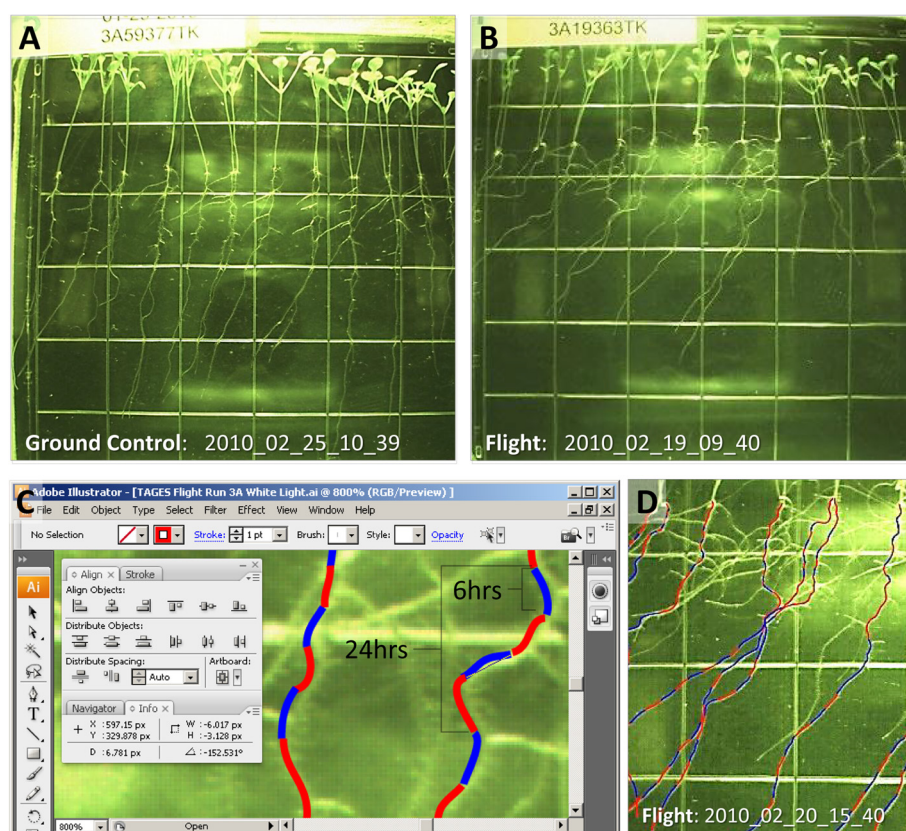 A
3A59377TK
Ground Control: 2010_02_25_10_39
B
3A19363TK
Flight: 2010_02_19_09_40
C
Adobe Illustrator - [TAGES Flight Run 3A White Light.ai @ 800% (RGB/Preview) ]
File Edit Object Type Select Filter Effect View Window Help
No Selection Stroke: 1 pt Brush: Style: Opacity
Ai
Align x Stroke
Align Objects:
Distribute Objects:
Distribute Spacing: Artboard:
Auto
Navigator Info x
X : 597.15 px W : -6.017 px
Y : 329.878 px H : -3.128 px
D : 6.781 px : -152.531°
6hrs
24hrs
800% Open
D
Flight: 2010_02_20_15_40